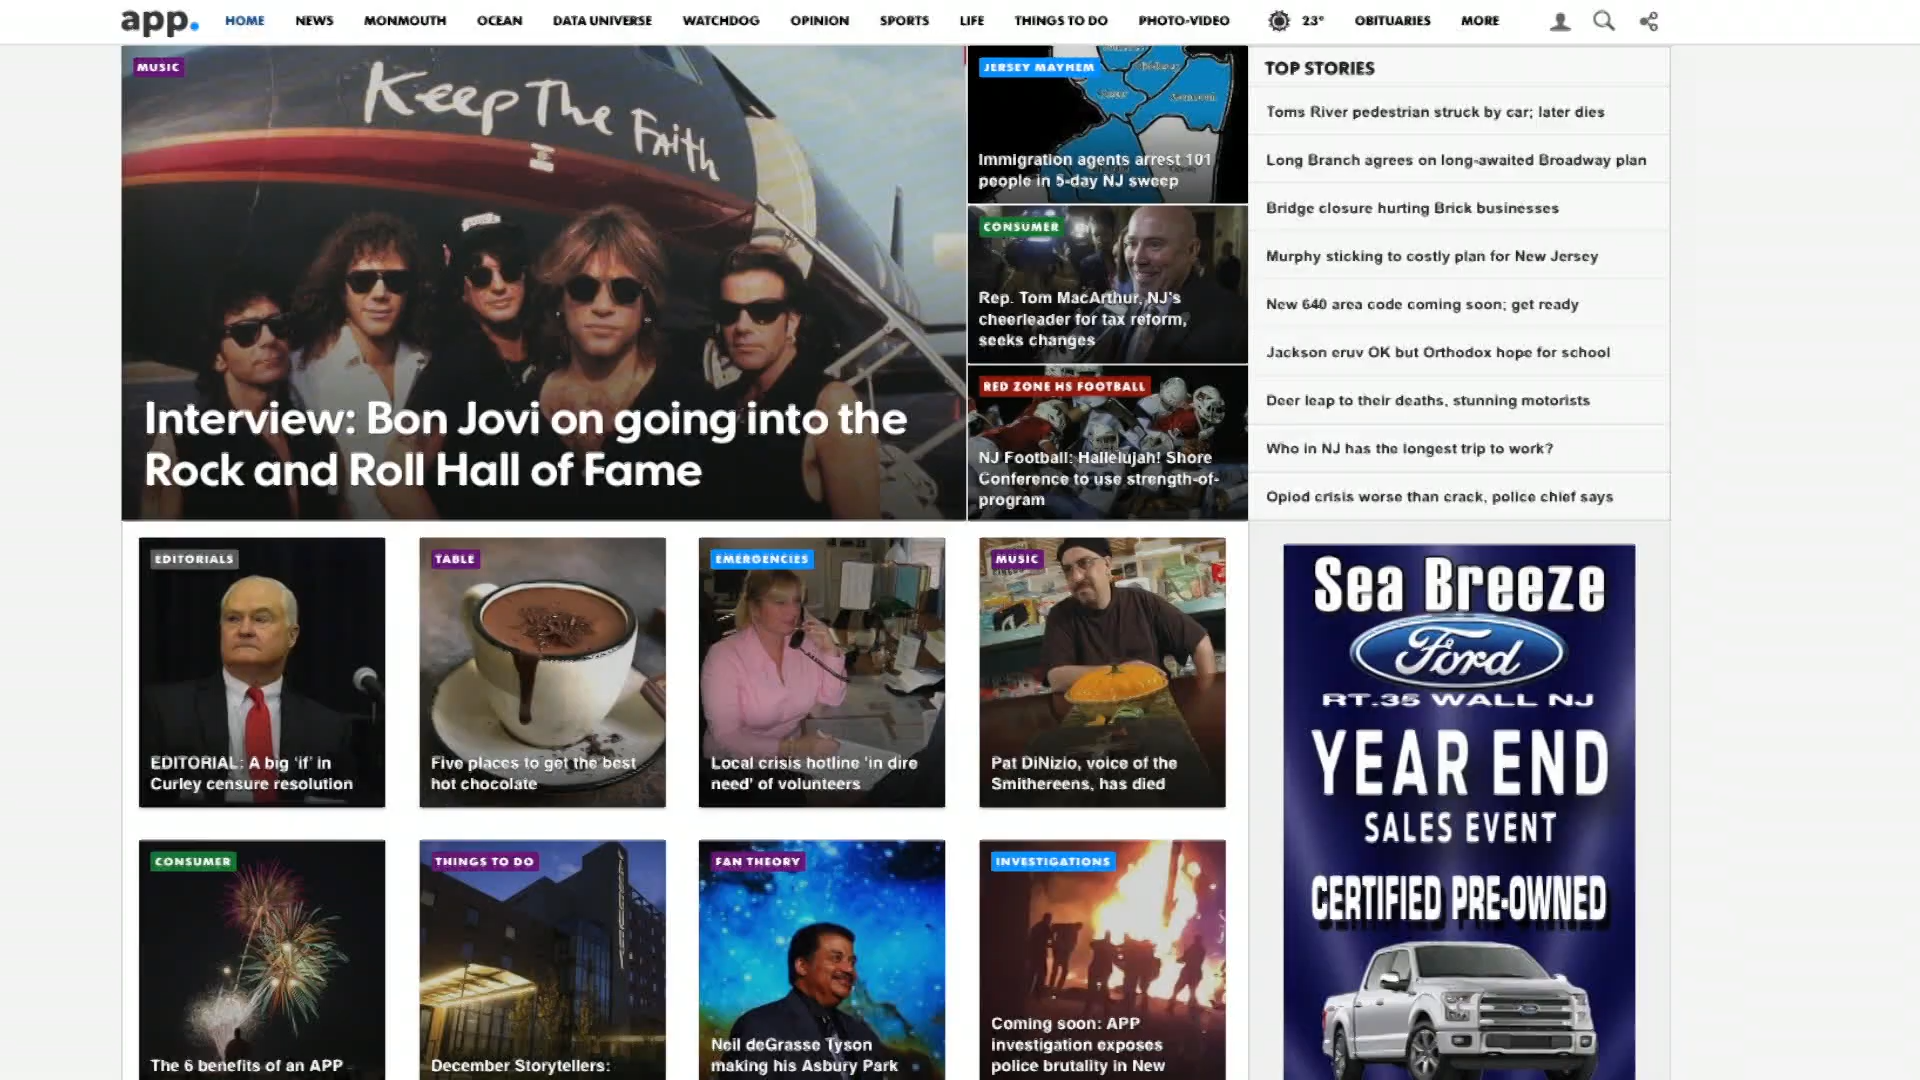 app.
HOME
NEWS
MONMOUTH
OCEAN
DATA UNIVERSE
WATCHDOG
OPINION
SPORTS
LIFE
THINGS TO DO
PHOTO-VIDEO
23°
OBITUARIES
MORE
MUSIC
Keep The
Faith
Interview: Bon Jovi on going into the
Rock and Roll Hall of Fame
JERSEY MAYHEM
Immigration agents arrest 101
people in 5-day NJ sweep
CONSUMER
Rep. Tom MacArthur, NJ's
cheerleader for tax reform,
seeks changes
RED ZONE HS FOOTBALL
NJ Football: Hallelujah! Shore
Conference to use strength-of-
program
TOP STORIES
Toms River pedestrian struck by car; later dies
Long Branch agrees on long-awaited Broadway plan
Bridge closure hurting Brick businesses
Murphy sticking to costly plan for New Jersey
New 640 area code coming soon; get ready
Jackson eruv OK but Orthodox hope for school
Deer leap to their deaths, stunning motorists
Who in NJ has the longest trip to work?
Opiod crisis worse than crack, police chief says
EDITORIALS
EDITORIAL: A big 'if' in
Curley censure resolution
TABLE
Five places to get the best
hot chocolate
EMERGENCIES
Local crisis hotline 'in dire
need' of volunteers
MUSIC
Pat DiNizio, voice of the
Smithereens, has died
Sea Breeze
Ford
RT.35 WALL NJ
YEAR END
SALES EVENT
CERTIFIED PRE-OWNED
CONSUMER
The 6 benefits of an APP
THINGS TO DO
December Storytellers:
FAN THEORY
Neil deGrasse Tyson
making his Asbury Park
INVESTIGATIONS
Coming soon: APP
investigation exposes
police brutality in New